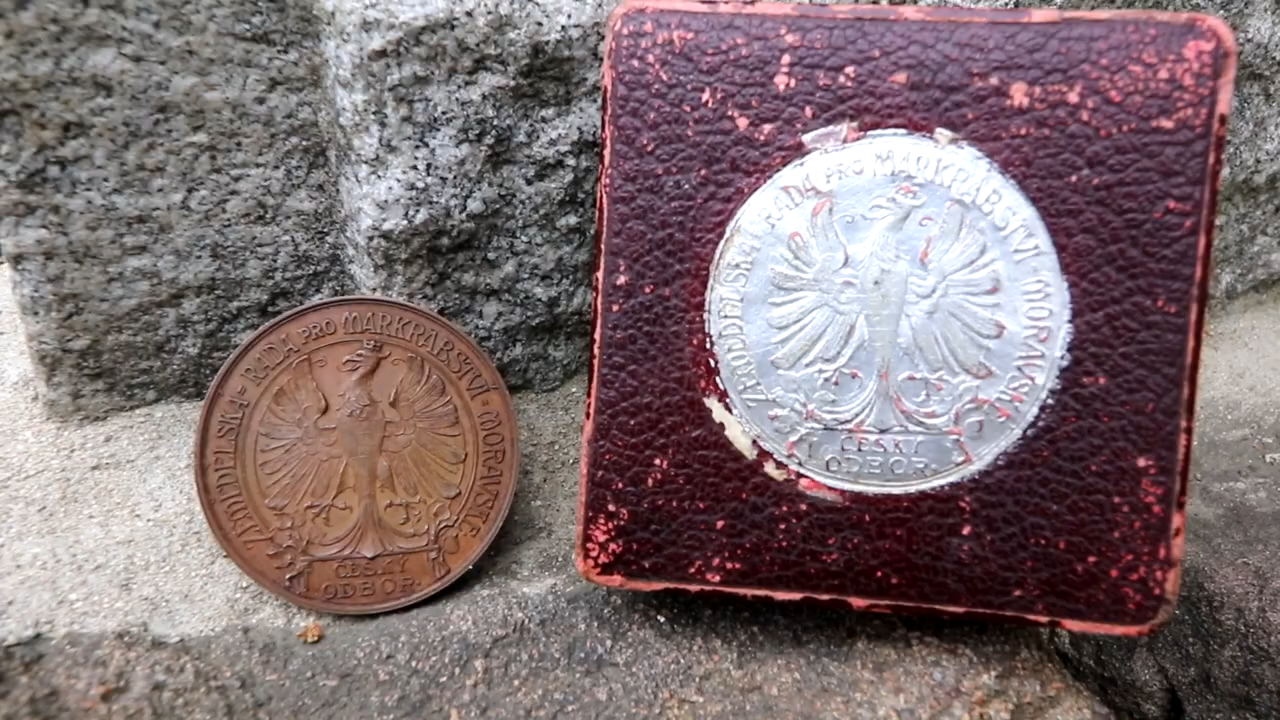 ZEMĚDĚLSKÁ = RADA PRO MARKRABSTVÍ = MORAVSKÉ
ČESKÝ
ODBOR.
ZEMĚDĚLSKÁ RADA PRO MARKRABSTVÍ MORAVSKÉ
ČESKÝ
ODBOR.